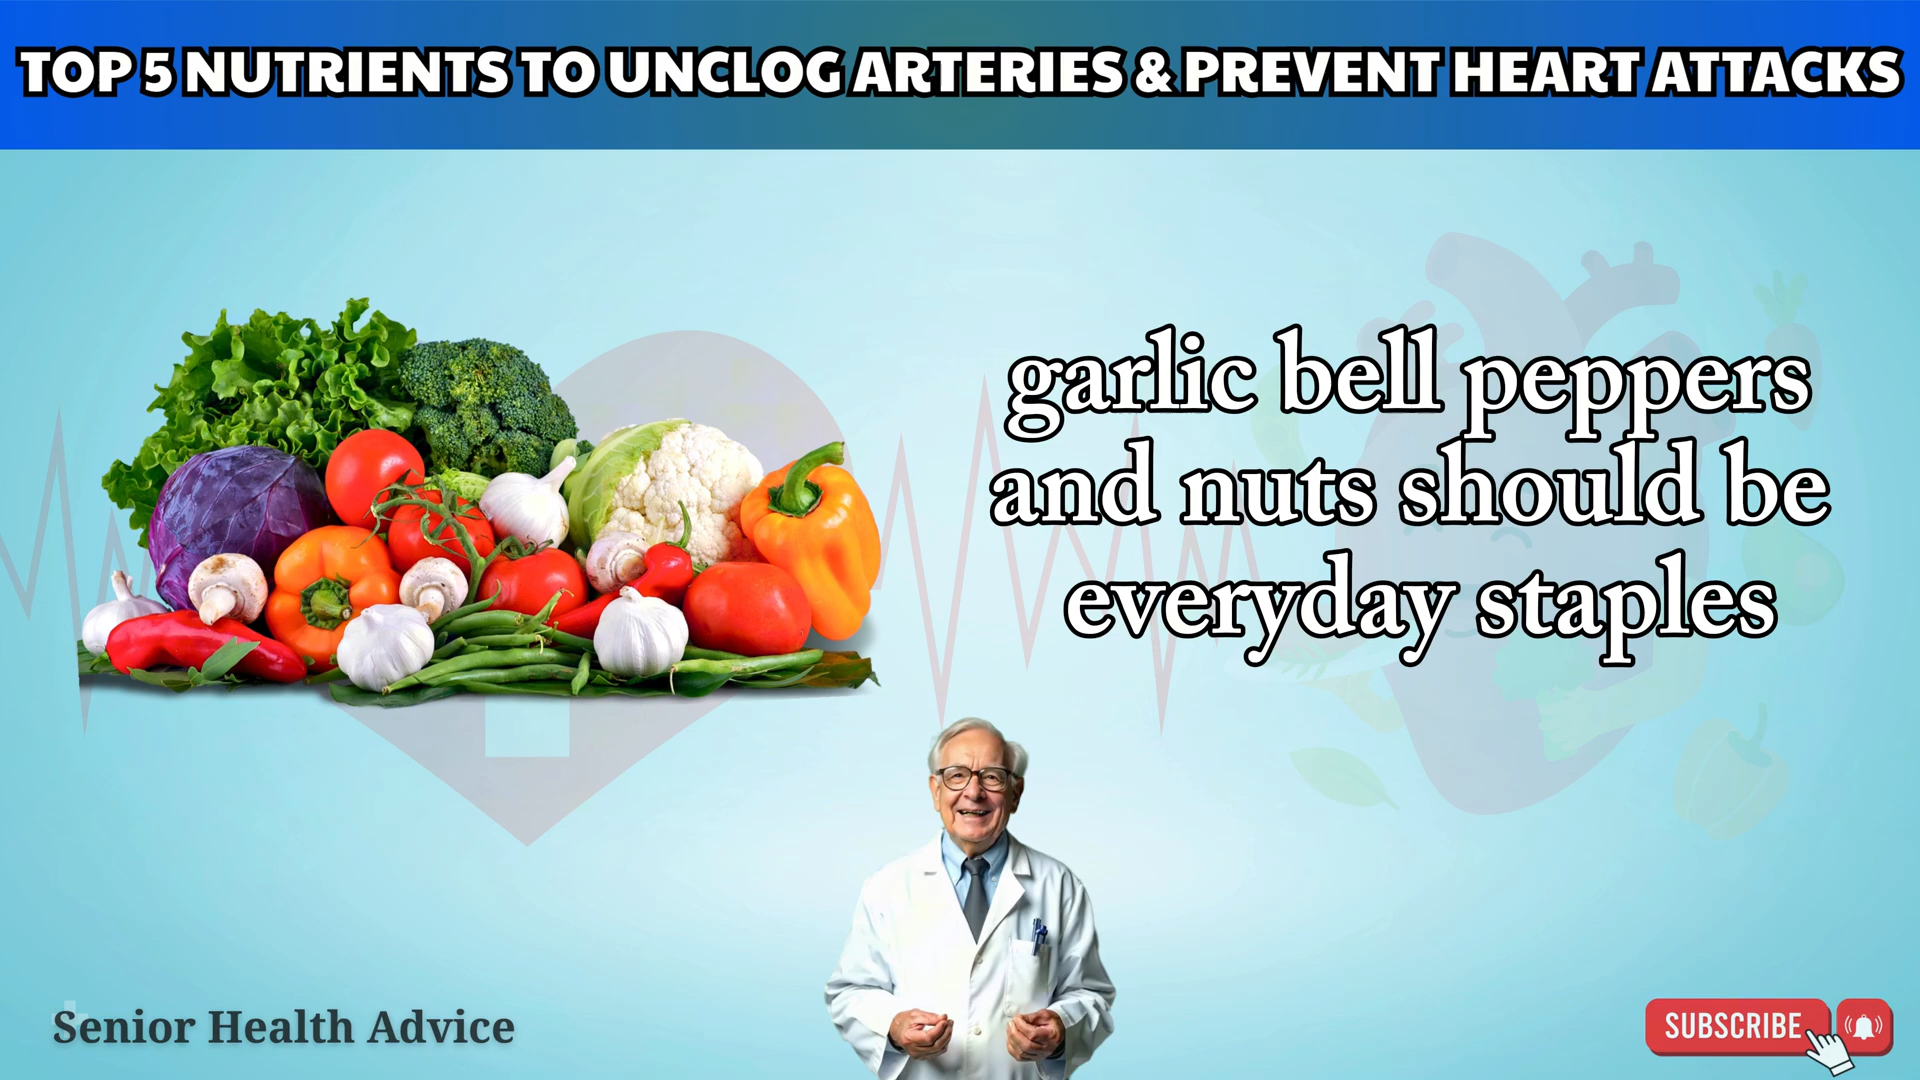 TOP 5 NUTRIENTS TO UNCLOG ARTERIES & PREVENT HEART ATTACKS
garlic bell peppers
and nuts should be
everyday staples
Senior Health Advice
SUBSCRIBE